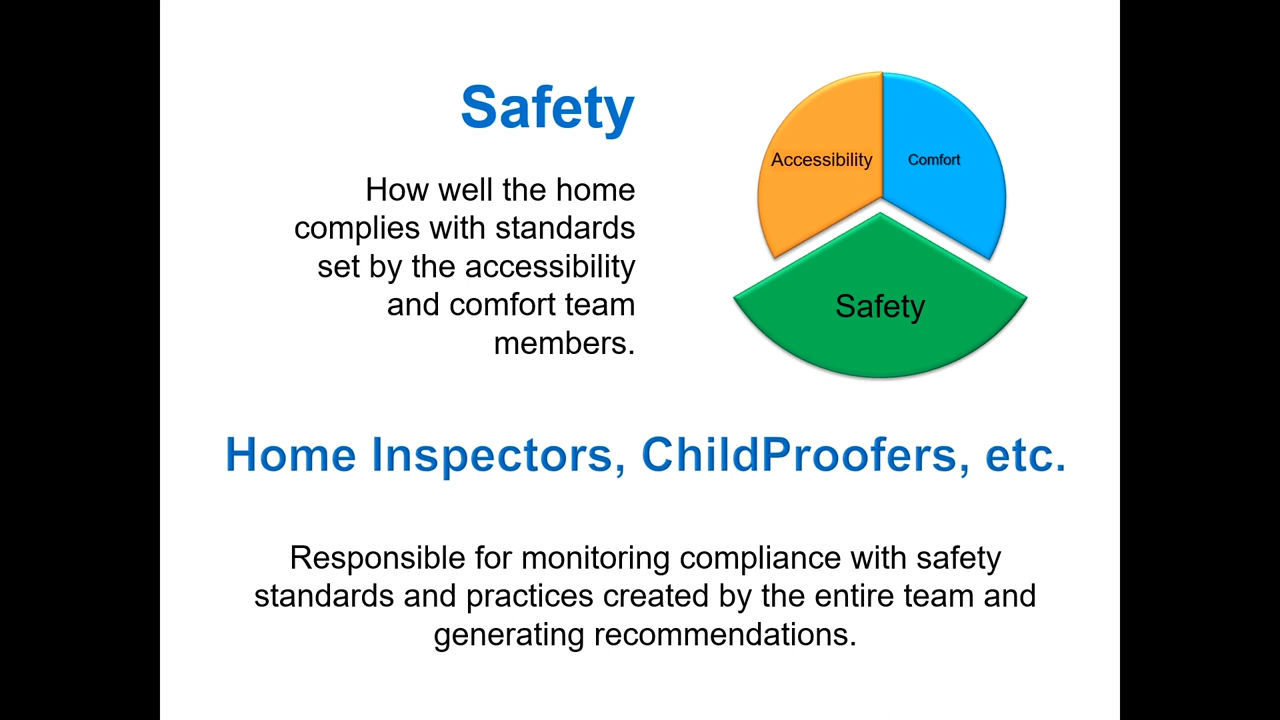 Safety
How well the home
complies with standards
set by the accessibility
and comfort team
members.
Accessibility
Comfort
Safety
Home Inspectors, ChildProofers, etc.
Responsible for monitoring compliance with safety
standards and practices created by the entire team and
generating recommendations.